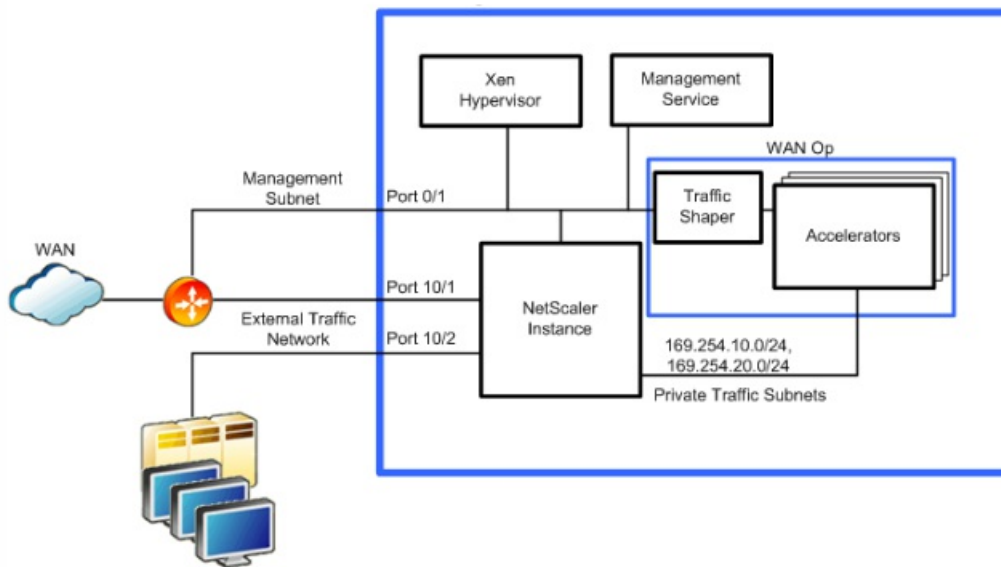 Xen
Hypervisor
Management
Service
WAN Op
Management
Subnet
Port 0/1
Traffic
Shaper
Accelerators
WAN
Port 10/1
NetScaler
Instance
External Traffic
Network
Port 10/2
169.254.10.0/24,
169.254.20.0/24
Private Traffic Subnets